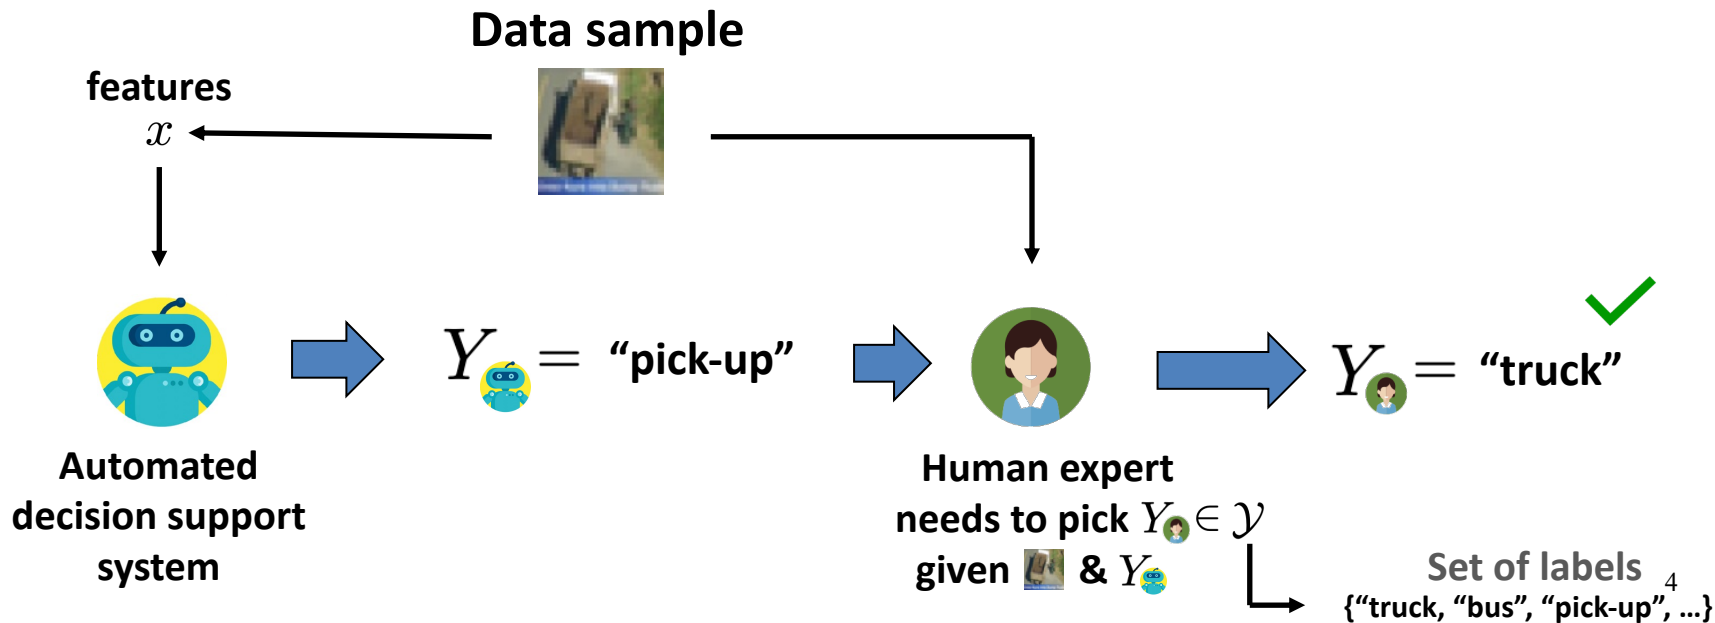 Data sample
features
x
Y = “pick-up”
Y = “truck”
Automated
decision support
system
Human expert
needs to pick Y ∈ 𝒴
given & Y
Set of labels
4
{“truck, “bus”, “pick-up”, ...}